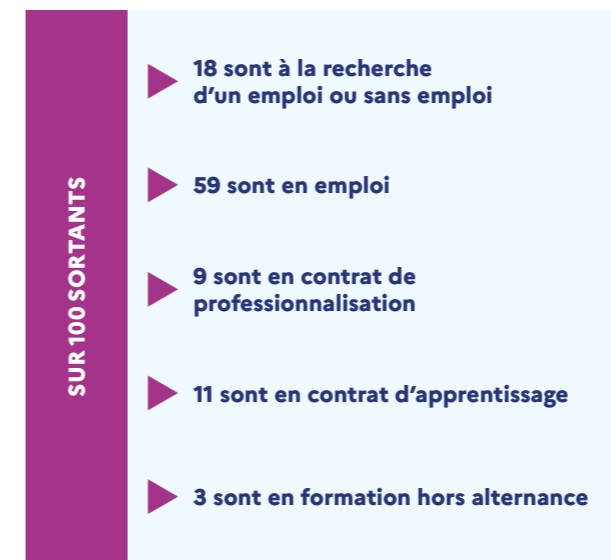 SUR 100 SORTANTS
18 sont à la recherche
d’un emploi ou sans emploi
59 sont en emploi
9 sont en contrat de
professionnalisation
11 sont en contrat d’apprentissage
3 sont en formation hors alternance